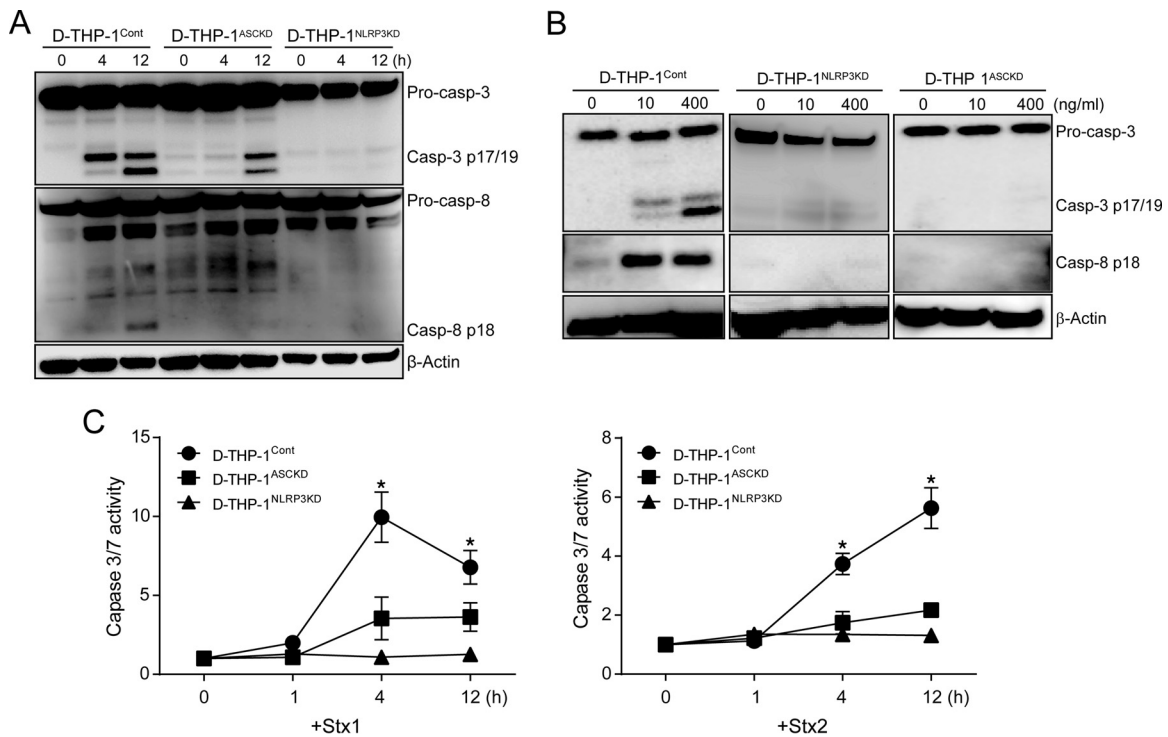 A
D-THP-1Cont D-THP-1ASCKD D-THP-1NLRP3KD
0 4 12 0 4 12 0 4 12 (h)
Pro-casp-3
Casp-3 p17/19
Pro-casp-8
Casp-8 p18
β-Actin
B
D-THP-1Cont D-THP-1NLRP3KD D-THP 1ASCKD
0 10 400 0 10 400 0 10 400 (ng/ml)
Pro-casp-3
Casp-3 p17/19
Casp-8 p18
β-Actin
C
Capase 3/7 activity
15
10
5
0
D-THP-1Cont
D-THP-1ASCKD
D-THP-1NLRP3KD
*
*
0 1 4 12 (h)
+Stx1
Capase 3/7 activity
8
6
4
2
0
D-THP-1Cont
D-THP-1ASCKD
D-THP-1NLRP3KD
*
*
0 1 4 12 (h)
+Stx2